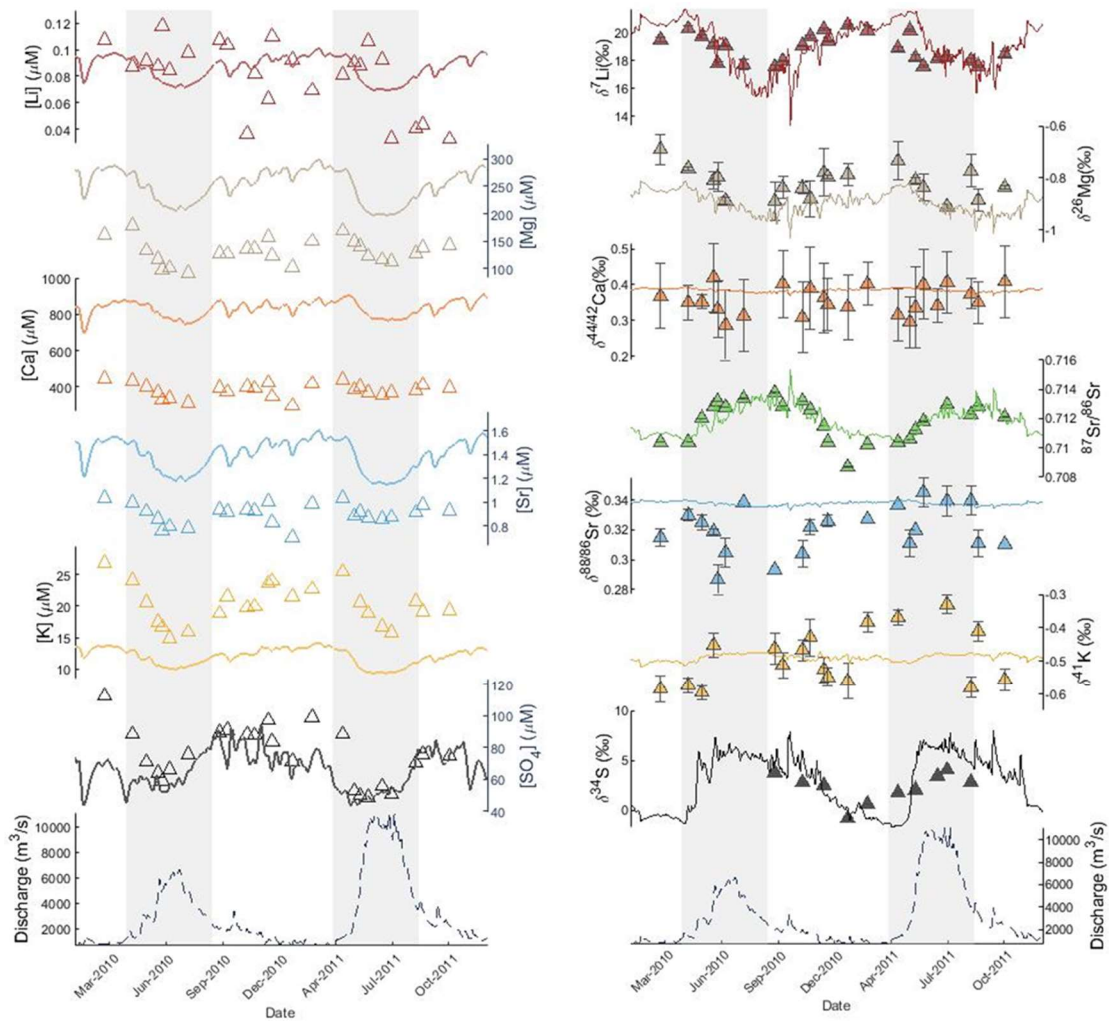 0.12
0.1
0.08
0.06
0.04
[Li] (μM)
300
250
200
150
100
[Mg] (μM)
1000
800
600
400
[Ca] (μM)
1.6
1.4
1.2
1
0.8
[Sr] (μM)
25
20
15
10
[K] (μM)
120
100
80
60
40
[SO4] (μM)
10000
8000
6000
4000
2000
Discharge (m³/s)
Mar-2010
Jun-2010
Sep-2010
Dec-2010
Apr-2011
Jul-2011
Oct-2011
Date
20
18
16
14
δ⁷Li(‰)
-0.6
-0.8
-1
δ²⁶Mg(‰)
0.5
0.4
0.3
0.2
δ⁴⁴/⁴²Ca(‰)
0.716
0.714
0.712
0.71
0.708
⁸⁷Sr/⁸⁶Sr
0.34
0.32
0.3
0.28
δ⁸⁸/⁸⁶Sr(‰)
-0.3
-0.4
-0.5
-0.6
δ⁴¹K (‰)
10
5
0
δ³⁴S (‰)
10000
8000
6000
4000
2000
Discharge (m³/s)
Mar-2010
Jun-2010
Sep-2010
Dec-2010
Apr-2011
Jul-2011
Oct-2011
Date